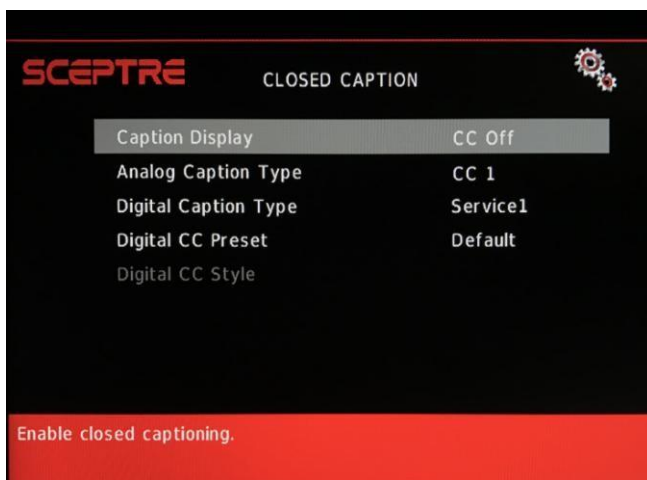 SCEPTRE
CLOSED CAPTION
Caption Display CC Off
Analog Caption Type CC 1
Digital Caption Type Service1
Digital CC Preset Default
Digital CC Style
Enable closed captioning.